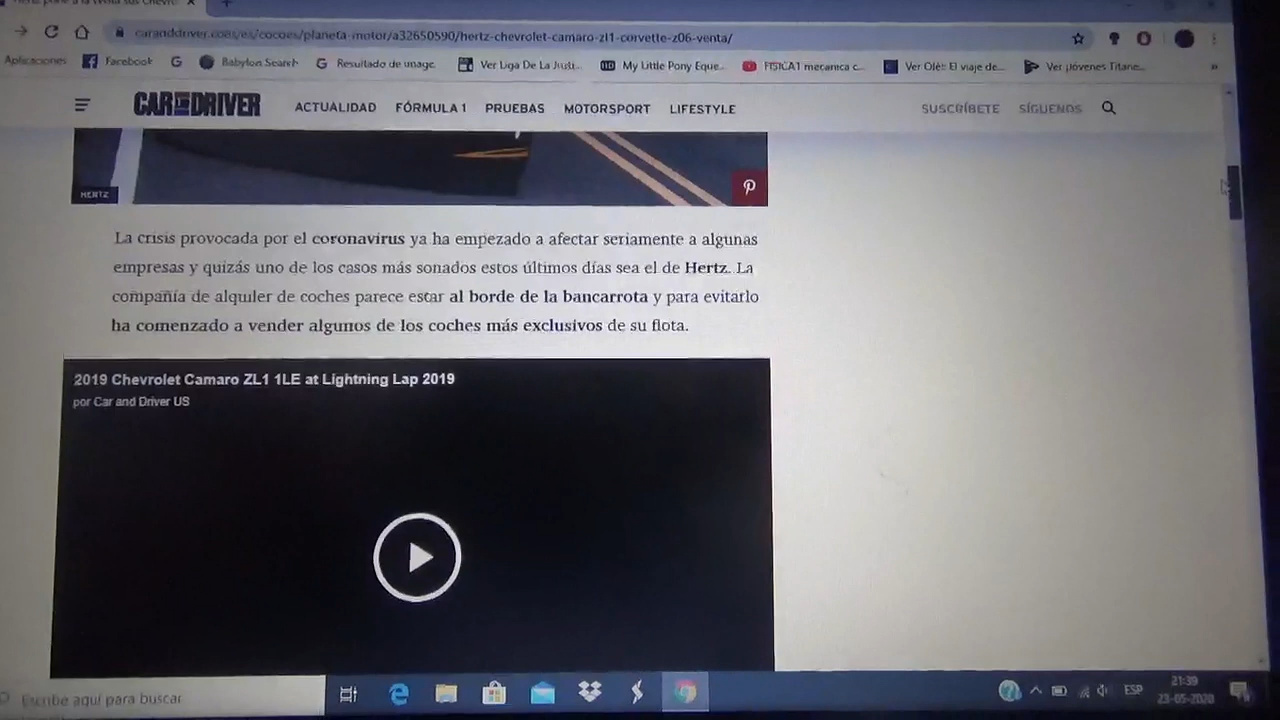 caranddriver.com/es/coches/planeta-motor/a32650590/hertz-chevrolet-camaro-zl1-corvette-z06-venta/
Aplicaciones Facebook Babylon Search Resultado de image... Ver Liga De La Justi... My Little Pony Eque... FISICA1 mecanica c... Ver Olé!: El viaje de... Ver Jóvenes Titane... »
CAR AND DRIVER ACTUALIDAD FÓRMULA 1 PRUEBAS MOTORSPORT LIFESTYLE SUSCRÍBETE SÍGUENOS
HERTZ
La crisis provocada por el coronavirus ya ha empezado a afectar seriamente a algunas
empresas y quizás uno de los casos más sonados estos últimos días sea el de Hertz. La
compañía de alquiler de coches parece estar al borde de la bancarrota y para evitarlo
ha comenzado a vender algunos de los coches más exclusivos de su flota.
2019 Chevrolet Camaro ZL1 1LE at Lightning Lap 2019
por Car and Driver US
Escribe aquí para buscar
ESP 21:39
23-05-2020